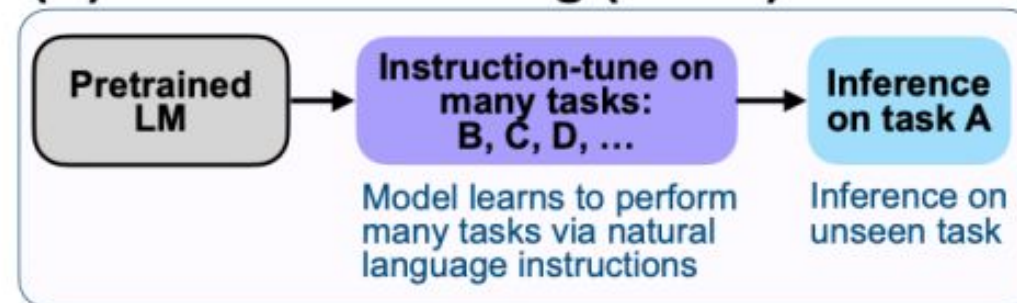 Pretrained
LM
Instruction-tune on
many tasks:
B, C, D, ...
Inference
on task A
Model learns to perform
many tasks via natural
language instructions
Inference on
unseen task